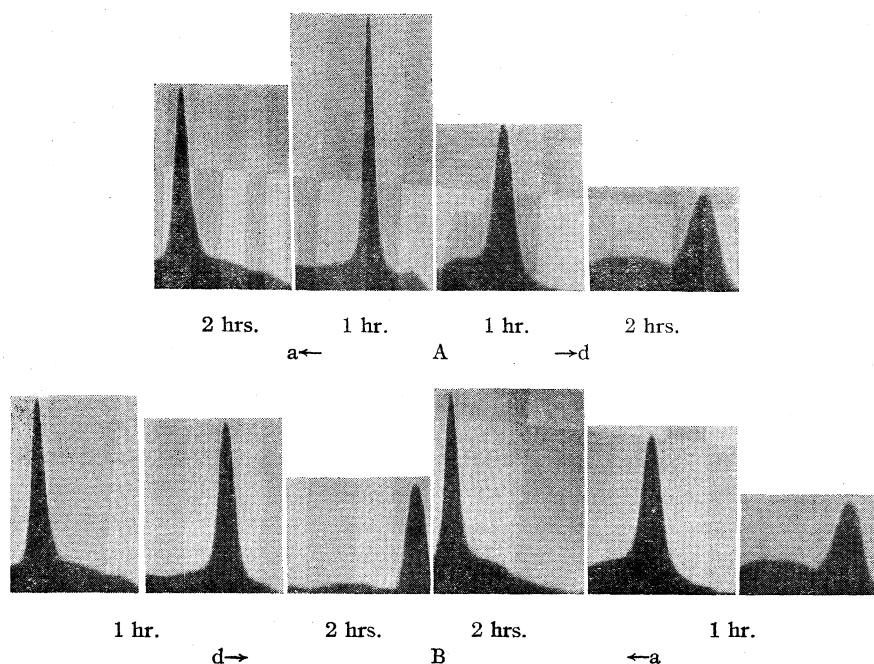 2 hrs. 1 hr. 1 hr. 2 hrs.
a← A →d
1 hr. 2 hrs. 2 hrs. 1 hr.
d→ B ←a